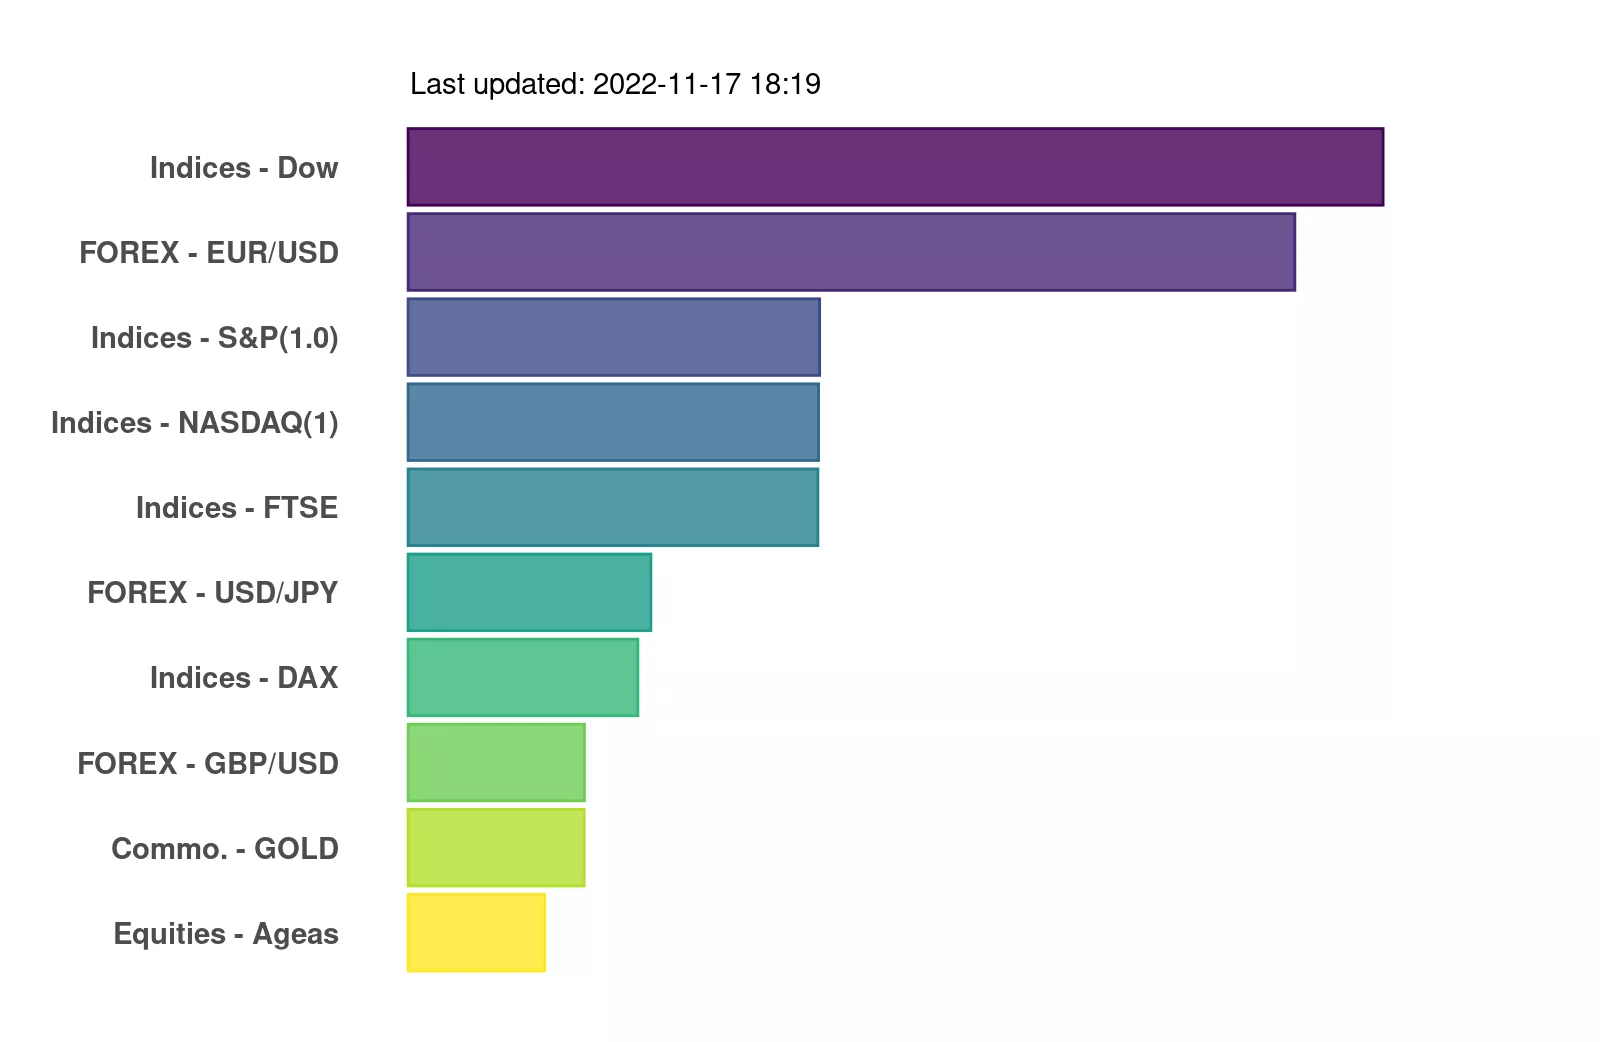 Last updated: 2022-11-17 18:19
Indices - Dow
FOREX - EUR/USD
Indices - S&P(1.0)
Indices - NASDAQ(1)
Indices - FTSE
FOREX - USD/JPY
Indices - DAX
FOREX - GBP/USD
Commo. - GOLD
Equities - Ageas